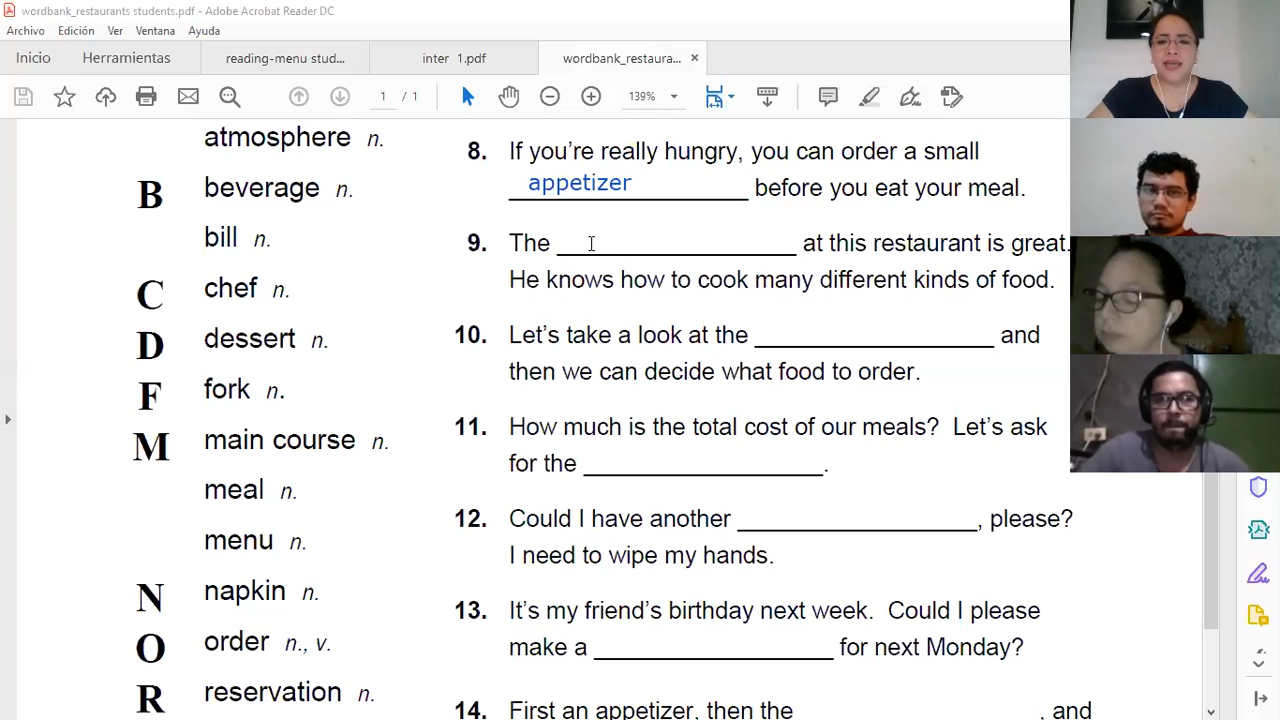 wordbank_restaurants students.pdf - Adobe Acrobat Reader DC
Archivo Edición Ver Ventana Ayuda
Inicio Herramientas reading-menu stud... inter 1.pdf wordbank_restaura... ×
1 / 1 139%
atmosphere n.
B beverage n.
bill n.
C chef n.
D dessert n.
F fork n.
M main course n.
meal n.
menu n.
N napkin n.
O order n., v.
R reservation n.
8. If you're really hungry, you can order a small
appetizer before you eat your meal.
9. The ____________________ at this restaurant is great.
He knows how to cook many different kinds of food.
10. Let's take a look at the ____________________ and
then we can decide what food to order.
11. How much is the total cost of our meals? Let's ask
for the ____________________.
12. Could I have another ____________________, please?
I need to wipe my hands.
13. It's my friend's birthday next week. Could I please
make a ____________________ for next Monday?
14. First an appetizer, then the ____________________, and